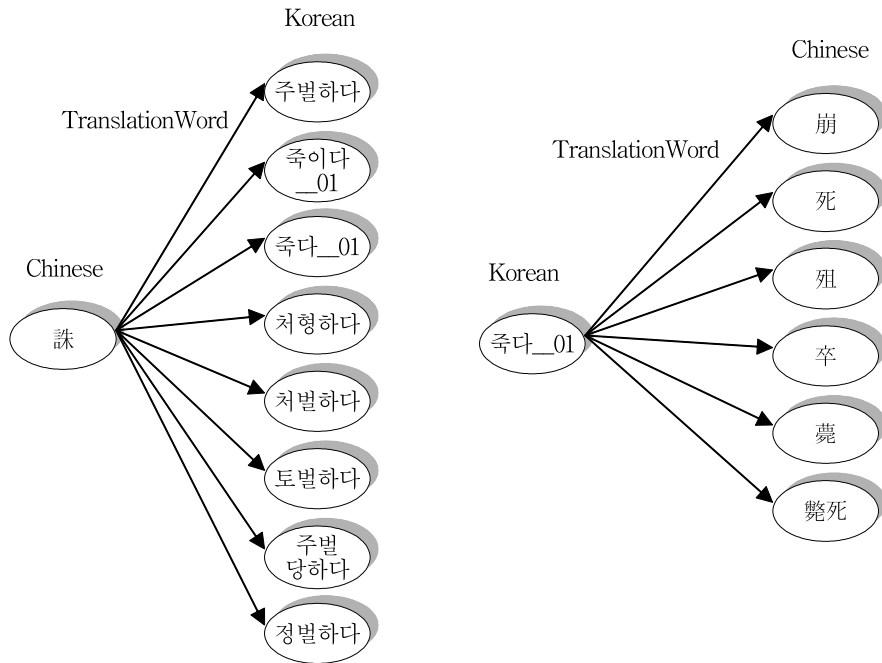 Korean
주벌하다
TranslationWord
죽이다
__01
죽다__01
Chinese
誅
처형하다
처벌하다
토벌하다
주벌
당하다
정벌하다
Chinese
崩
TranslationWord
死
Korean
殂
죽다__01
卒
薨
斃死